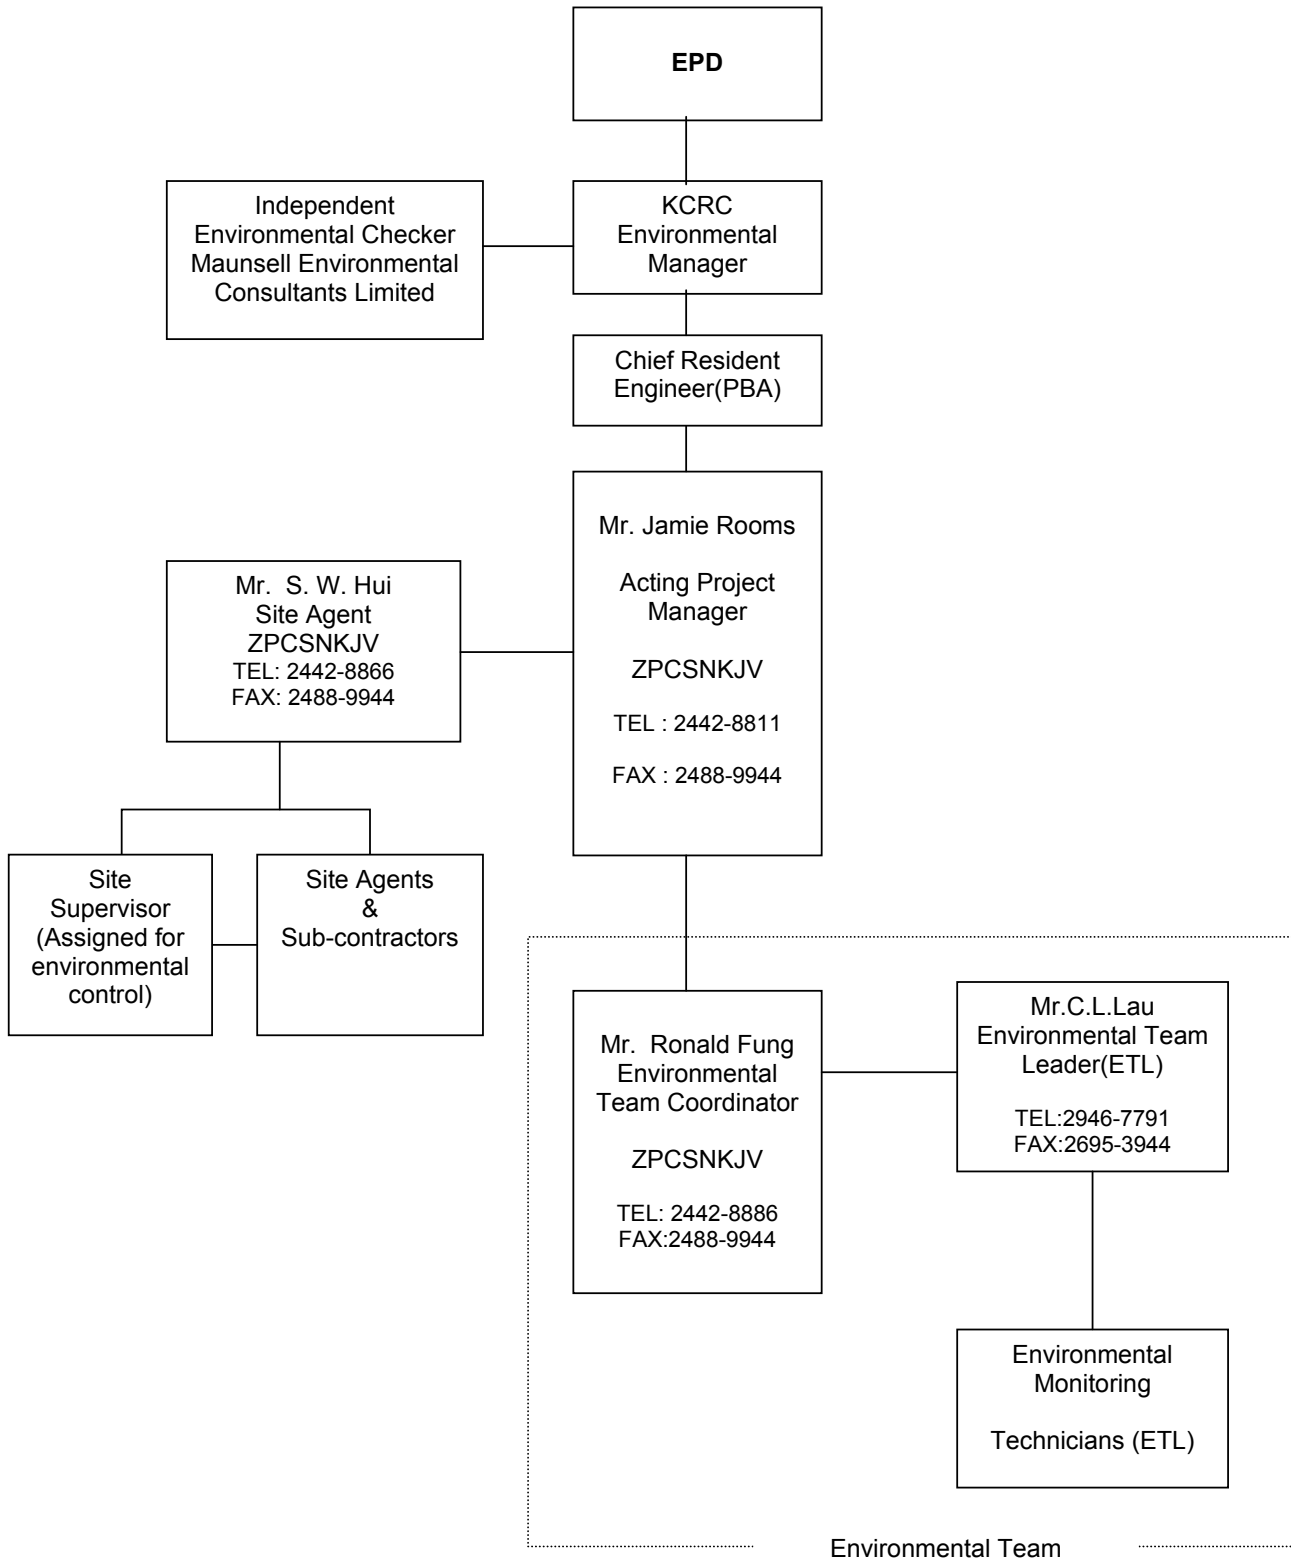 EPD
Independent
Environmental Checker
Maunsell Environmental
Consultants Limited
KCRC
Environmental
Manager
Chief Resident
Engineer(PBA)
Mr. Jamie Rooms
Acting Project
Manager
ZPCSNKJV
TEL : 2442-8811
FAX : 2488-9944
Mr. S. W. Hui
Site Agent
ZPCSNKJV
TEL: 2442-8866
FAX: 2488-9944
Site
Supervisor
(Assigned for
environmental
control)
Site Agents
&
Sub-contractors
Mr. Ronald Fung
Environmental
Team Coordinator
ZPCSNKJV
TEL: 2442-8886
FAX:2488-9944
Mr.C.L.Lau
Environmental Team
Leader(ETL)
TEL:2946-7791
FAX:2695-3944
Environmental
Monitoring
Technicians (ETL)
Environmental Team